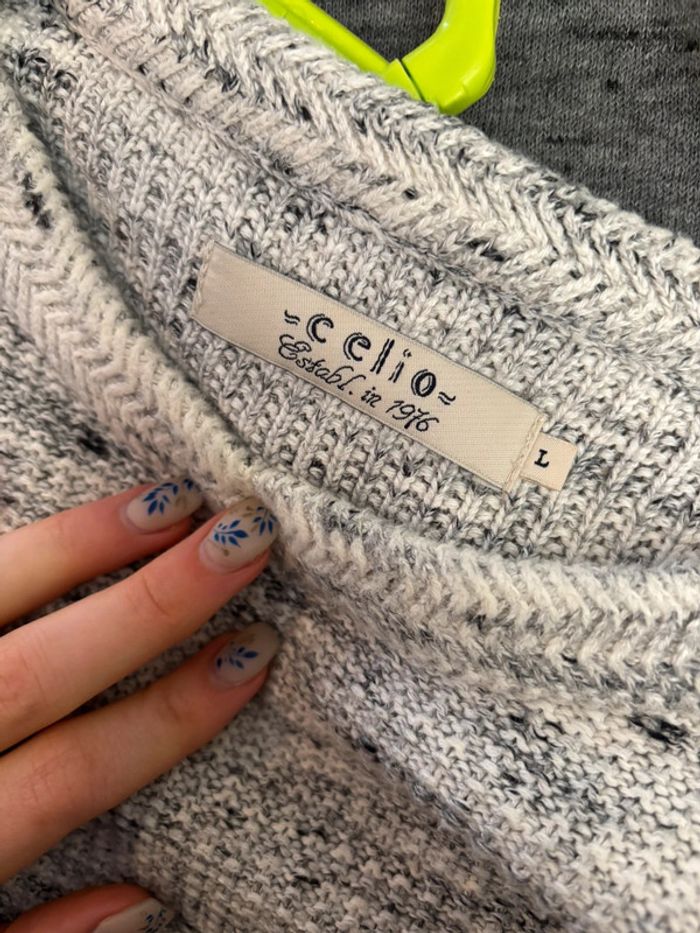 ≈celio≈
Establ. in 1976
L